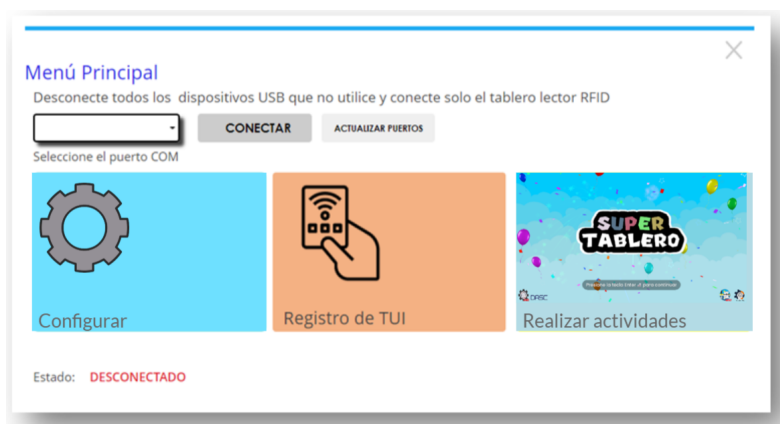 Menú Principal
Desconecte todos los dispositivos USB que no utilice y conecte solo el tablero lector RFID
CONECTAR
ACTUALIZAR PUERTOS
Seleccione el puerto COM
SUPER
TABLERO
DASC
Configurar
Registro de TUI
Realizar actividades
Estado: DESCONECTADO